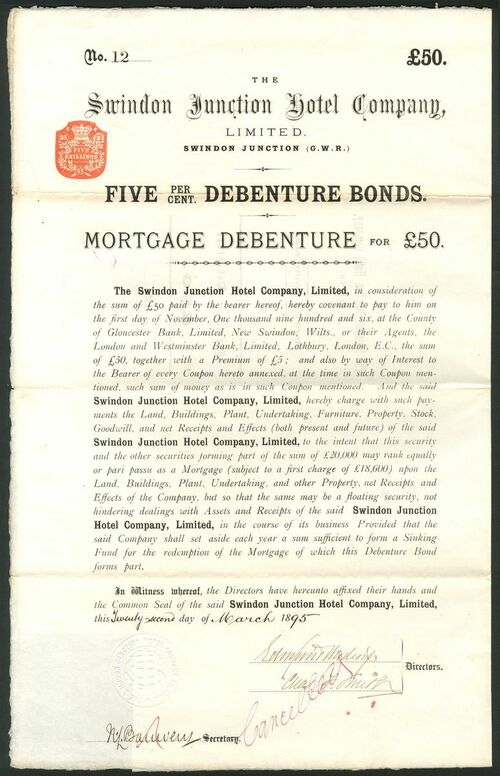 No. 12
£50.
THE
Swindon Junction Hotel Company,
LIMITED.
SWINDON JUNCTION (G.W.R.)
FIVE
SHILLINGS
FIVE PER CENT. DEBENTURE BONDS.
MORTGAGE DEBENTURE FOR £50.
The Swindon Junction Hotel Company, Limited, in consideration of
the sum of £50 paid by the bearer hereof, hereby covenant to pay to him on
the first day of November, One thousand nine hundred and six, at the County
of Gloucester Bank, Limited, New Swindon, Wilts., or their Agents, the
London and Westminster Bank, Limited, Lothbury, London, E.C., the sum
of £50, together with a Premium of £5; and also by way of Interest to
the Bearer of every Coupon hereto annexed, at the time in such Coupon men-
tioned, such sum of money as is in such Coupon mentioned. And the said
Swindon Junction Hotel Company, Limited, hereby charge with such pay-
ments the Land, Buildings, Plant, Undertaking, Furniture, Property, Stock,
Goodwill, and net Receipts and Effects (both present and future) of the said
Swindon Junction Hotel Company, Limited, to the intent that this security
and the other securities forming part of the sum of £20,000 may rank equally
or pari passu as a Mortgage (subject to a first charge of £18,600) upon the
Land, Buildings, Plant, Undertaking, and other Property, net Receipts and
Effects of the Company, but so that the same may be a floating security, not
hindering dealings with Assets and Receipts of the said Swindon Junction
Hotel Company, Limited, in the course of its business Provided that the
said Company shall set aside each year a sum sufficient to form a Sinking
Fund for the redemption of the Mortgage of which this Debenture Bond
forms part.
In Witness whereof, the Directors have hereunto affixed their hands and
the Common Seal of the said Swindon Junction Hotel Company, Limited,
this Twenty second day of March 1895
Directors.
Secretary.
Cancelled